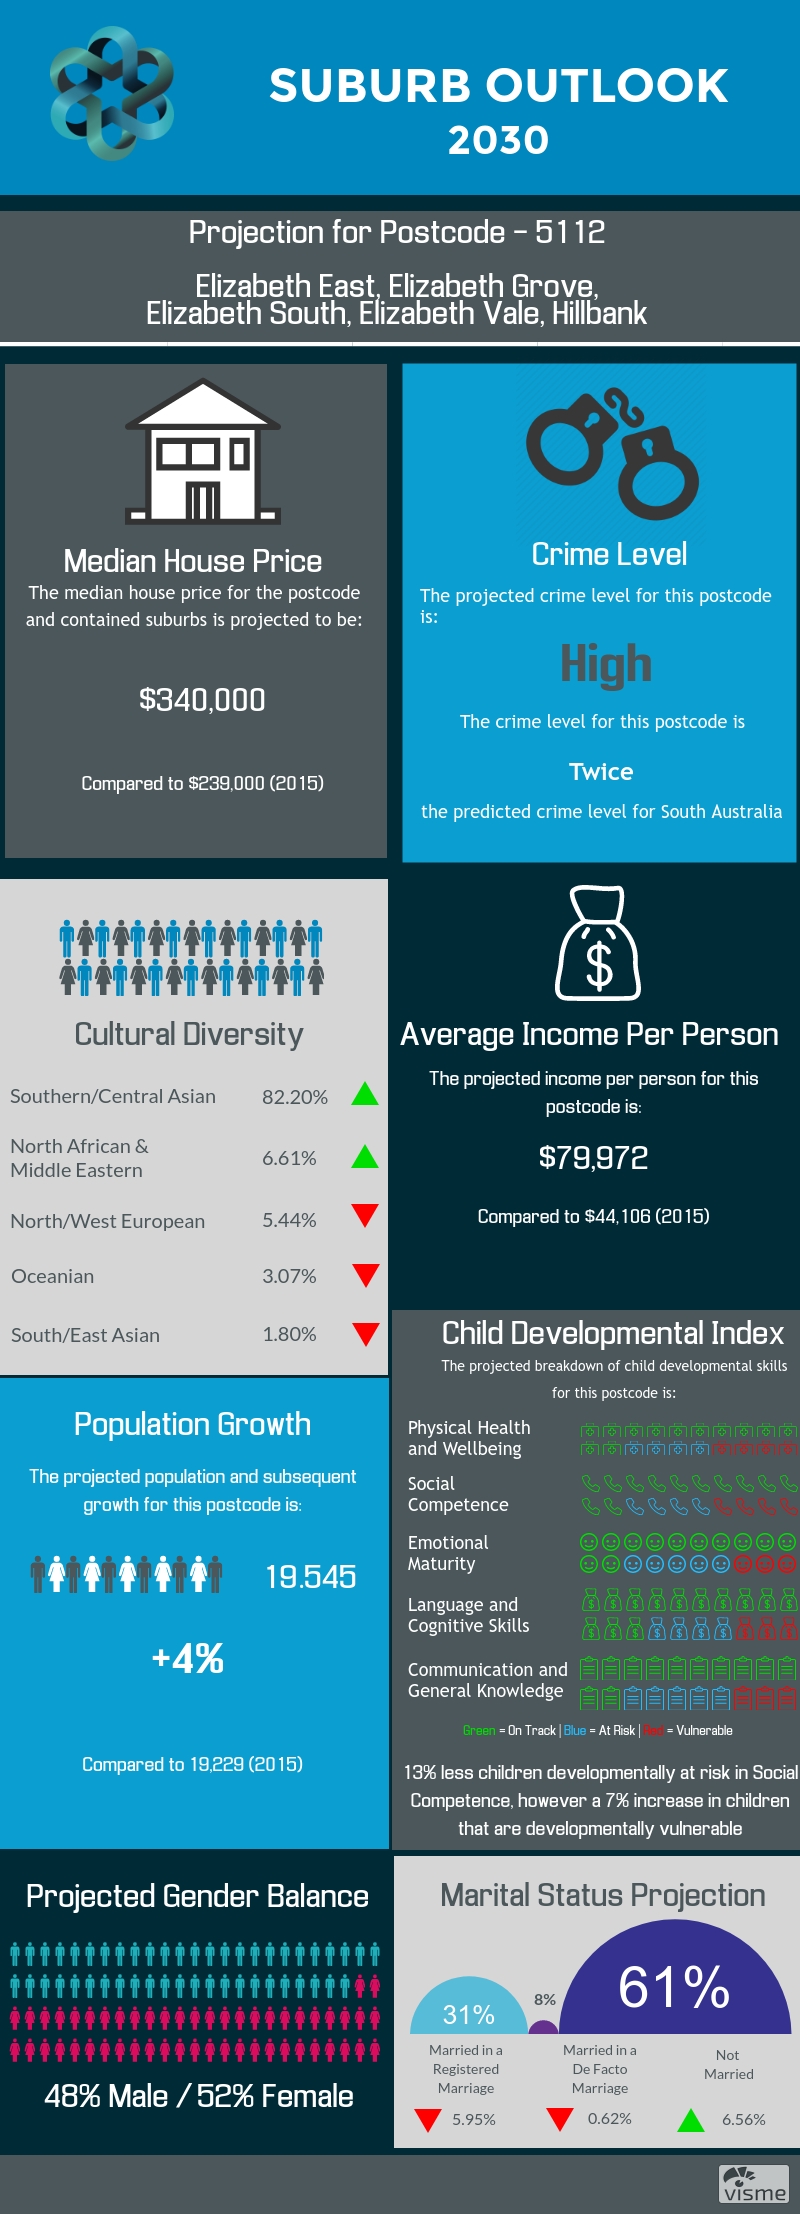 SUBURB OUTLOOK
2030
Projection for Postcode - 5112
Elizabeth East, Elizabeth Grove,
Elizabeth South, Elizabeth Vale, Hillbank
Median House Price
The median house price for the postcode
and contained suburbs is projected to be:
$340,000
Compared to $239,000 (2015)
Crime Level
The projected crime level for this postcode
is:
High
The crime level for this postcode is
Twice
the predicted crime level for South Australia
Cultural Diversity
Southern/Central Asian 82.20%
North African &
Middle Eastern 6.61%
North/West European 5.44%
Oceanian 3.07%
South/East Asian 1.80%
Average Income Per Person
The projected income per person for this
postcode is:
$79,972
Compared to $44,106 (2015)
Child Developmental Index
The projected breakdown of child developmental skills
for this postcode is:
Physical Health
and Wellbeing
Social
Competence
Emotional
Maturity
Language and
Cognitive Skills
Communication and
General Knowledge
Green = On Track | Blue = At Risk | Red = Vulnerable
13% less children developmentally at risk in Social
Competence, however a 7% increase in children
that are developmentally vulnerable
Population Growth
The projected population and subsequent
growth for this postcode is:
19.545
+4%
Compared to 19,229 (2015)
Projected Gender Balance
48% Male / 52% Female
Marital Status Projection
31%
8%
61%
Married in a
Registered
Marriage
5.95%
Married in a
De Facto
Marriage
0.62%
Not
Married
6.56%
visme